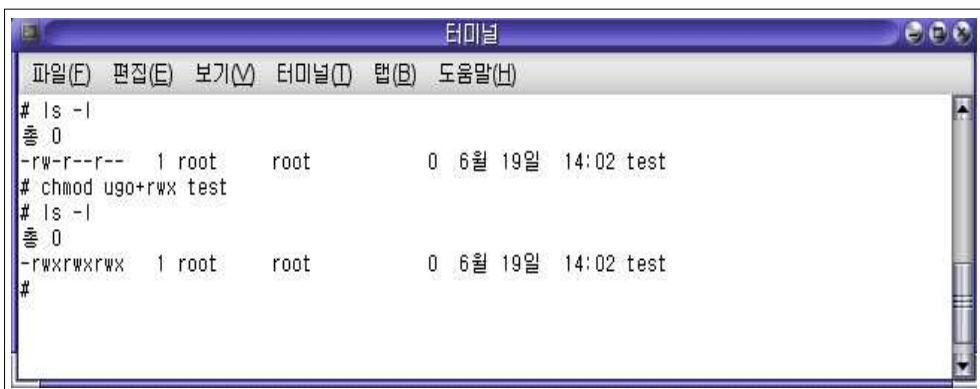 터미널
파일(F) 편집(E) 보기(V) 터미널(T) 탭(B) 도움말(H)
# ls -l
총 0
-rw-r--r-- 1 root root 0 6월 19일 14:02 test
# chmod ugo+rwx test
# ls -l
총 0
-rwxrwxrwx 1 root root 0 6월 19일 14:02 test
#